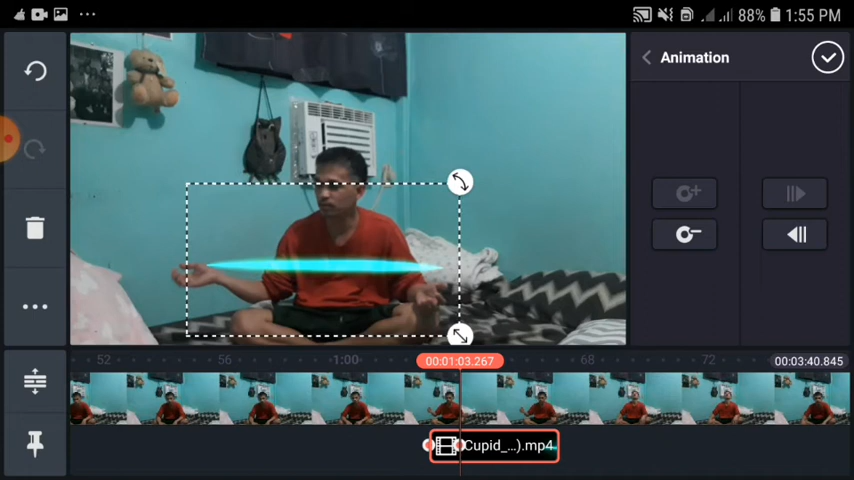 88% 1:55 PM
Animation
52 56 1:00 00:01:03.267 68 72 00:03:40.845
Cupid_...).mp4